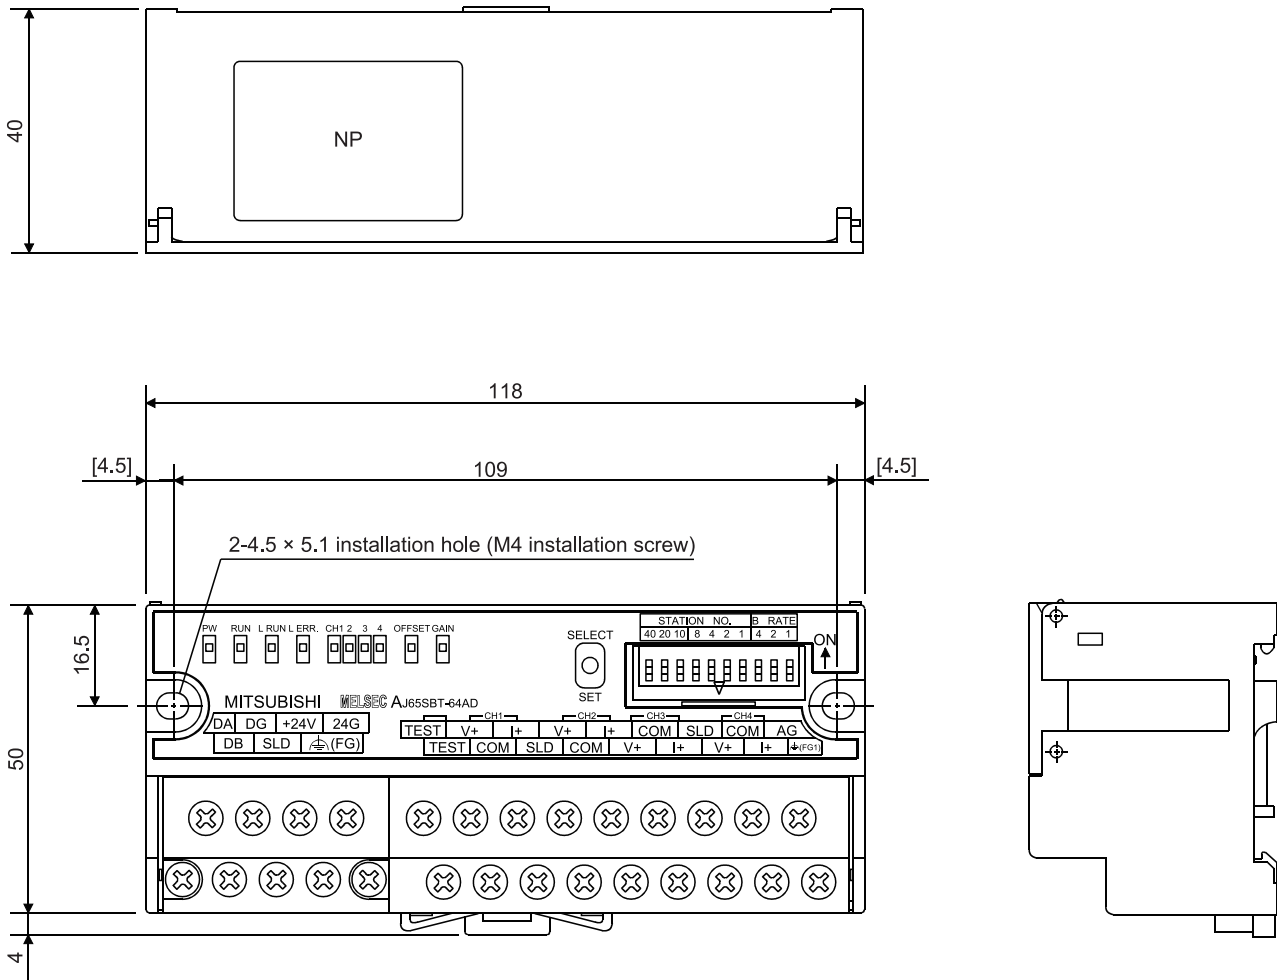 40
NP
118
[4.5]
109
[4.5]
2-4.5 × 5.1 installation hole (M4 installation screw)
16.5
50
4
PW RUN L RUN L ERR. CH1 2 3 4 OFFSET GAIN
SELECT
SET
STATION NO. B RATE
40 20 10 8 4 2 1 4 2 1
ON
MITSUBISHI MELSEC AJ65SBT-64AD
DA DG +24V 24G
DB SLD (FG)
CH1 CH2 CH3 CH4
TEST V+ I+ V+ I+ COM SLD COM AG
TEST COM SLD COM V+ I+ V+ I+ (FG1)